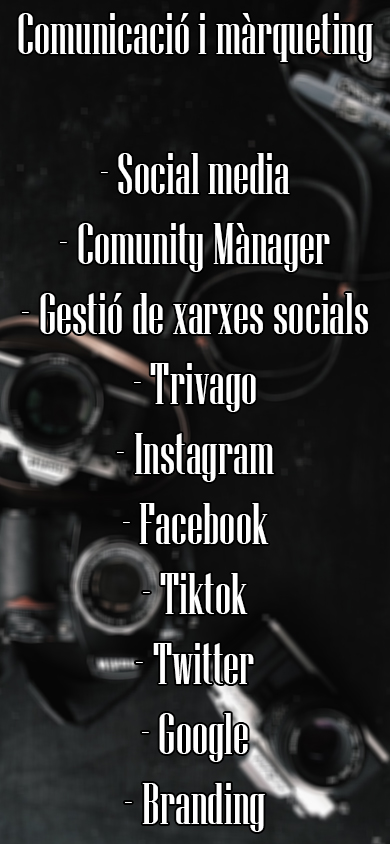 Comunicació i màrqueting
- Social media
- Comunity Mànager
- Gestió de xarxes socials
- Trivago
- Instagram
- Facebook
- Tiktok
- Twitter
- Google
- Branding